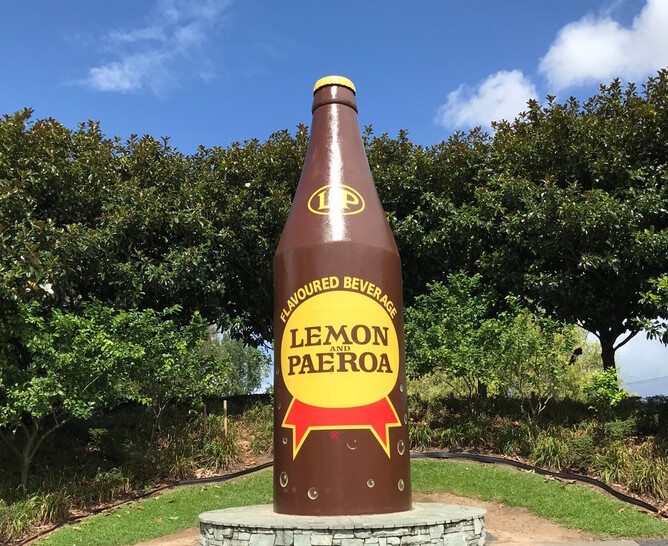 L&P
FLAVOURED BEVERAGE
LEMON
AND
PAEROA
®